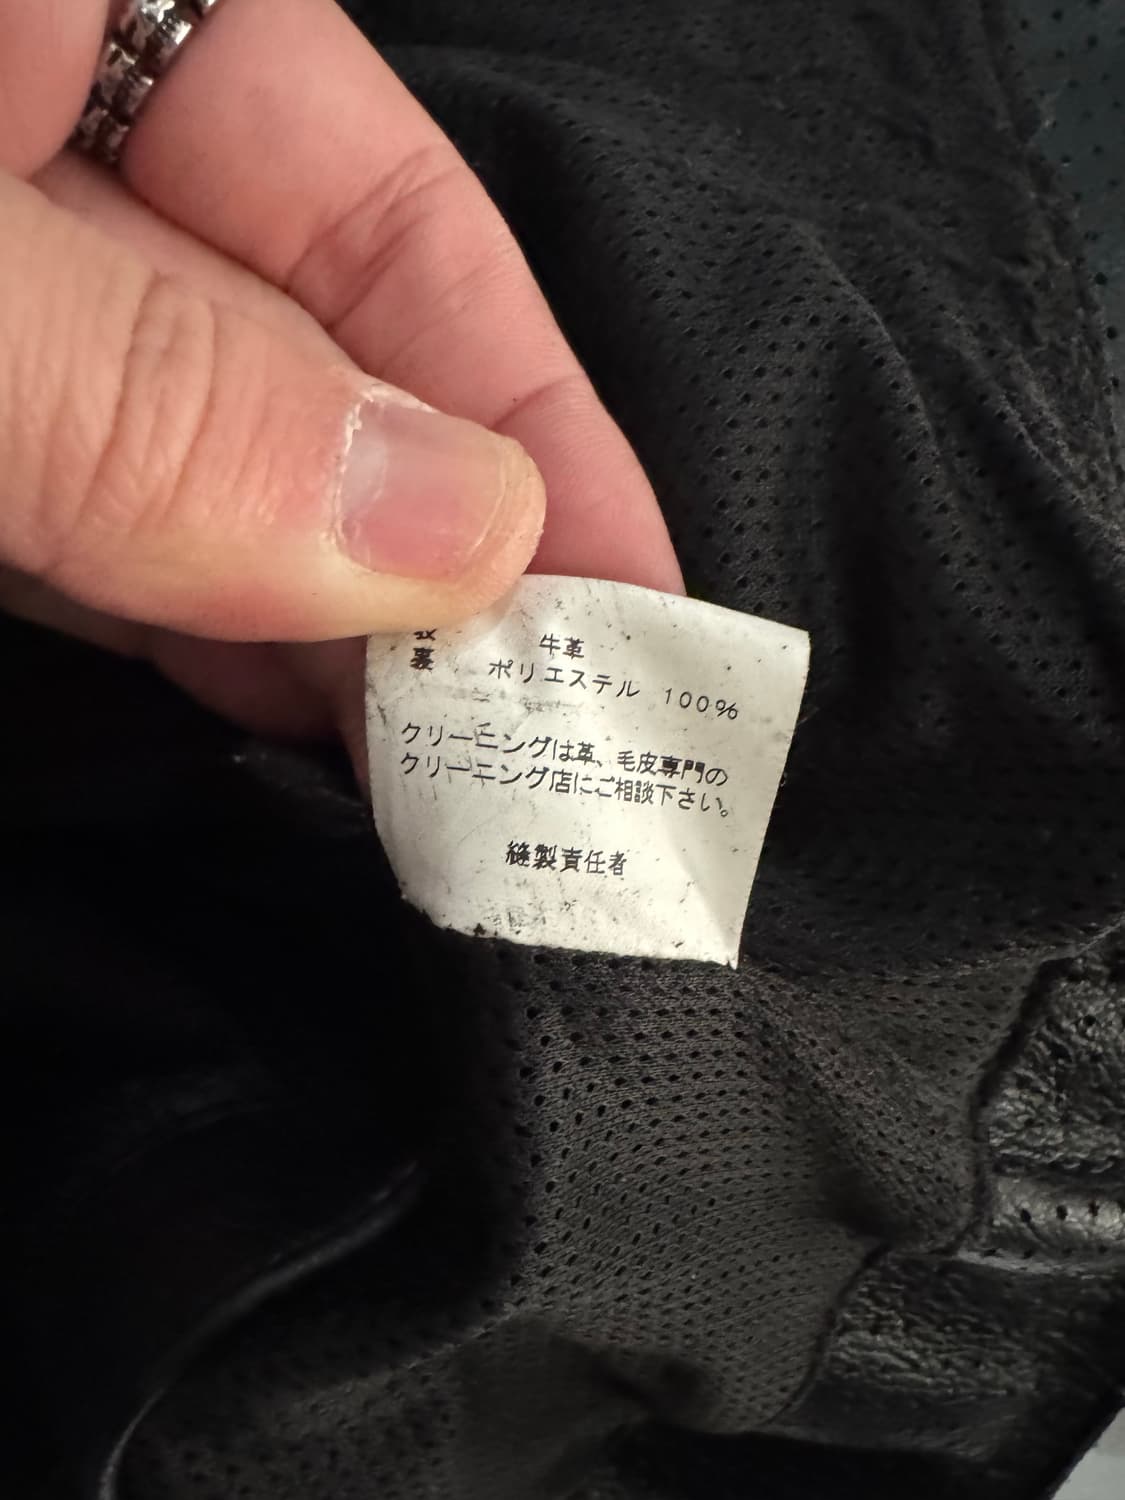 表 牛革
裏 ポリエステル 100%
クリーニングは革、毛皮専門の
クリーニング店にご相談下さい。
縫製責任者